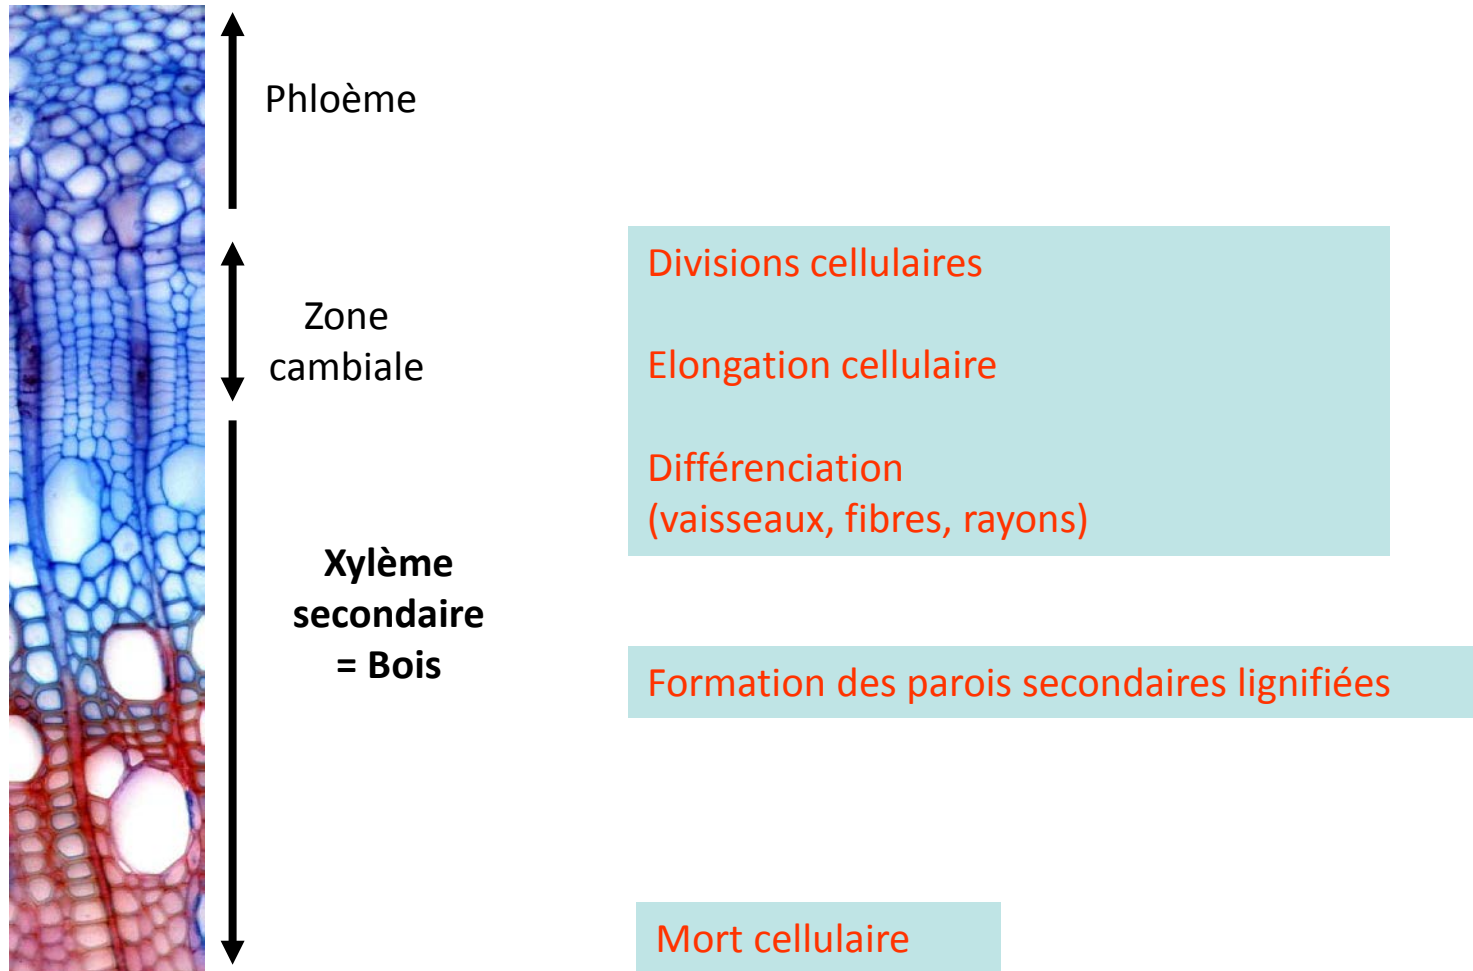 Phloème
Divisions cellulaires
Zone
cambiale
Elongation cellulaire
Différenciation
(vaisseaux, fibres, rayons)
Xylème
secondaire
= Bois
Formation des parois secondaires lignifiées
Mort cellulaire